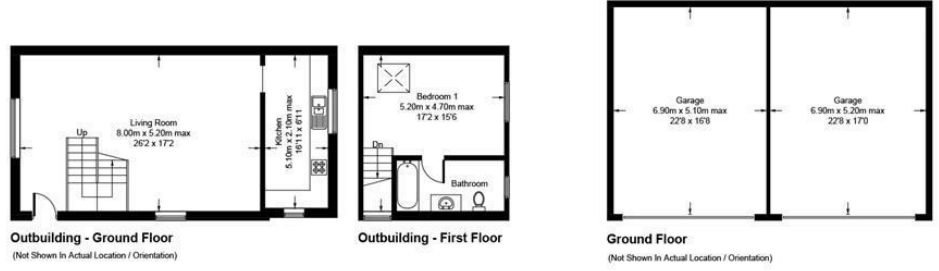 Living Room
8.00m x 5.20m max
26'2 x 17'2
Up
Kitchen
5.10m x 2.10m max
16'11 x 6'11
Outbuilding - Ground Floor
(Not Shown In Actual Location / Orientation)
Bedroom 1
5.20m x 4.70m max
17'2 x 15'6
Dn
Bathroom
Outbuilding - First Floor
Garage
6.90m x 5.10m max
22'8 x 16'8
Garage
6.90m x 5.20m max
22'8 x 17'0
Ground Floor
(Not Shown In Actual Location / Orientation)